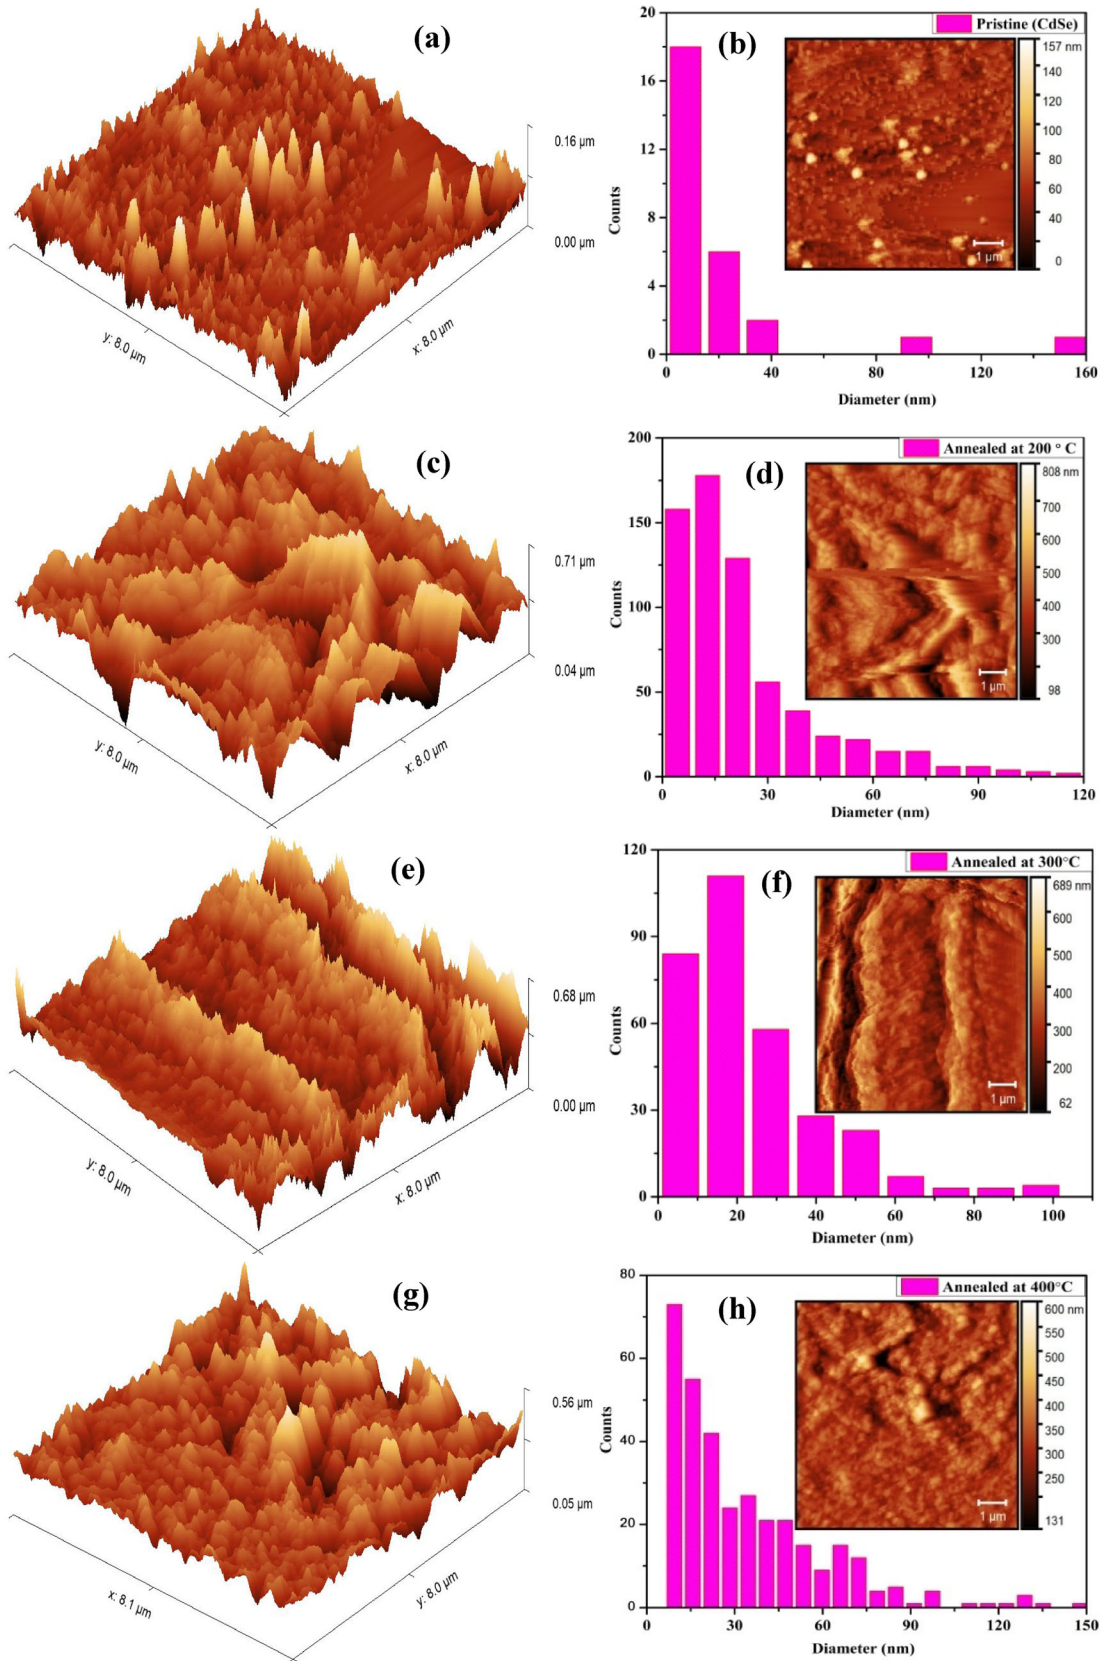 (a)
0.16 µm
0.00 µm
y: 8.0 µm
x: 8.0 µm
(b)
Pristine (CdSe)
157 nm
140
120
100
80
60
40
0
1 µm
20
16
12
8
4
0
Counts
0
40
80
120
160
Diameter (nm)
(c)
0.71 µm
0.04 µm
y: 8.0 µm
x: 8.0 µm
(d)
Annealed at 200 ° C
808 nm
700
600
500
400
300
98
1 µm
200
150
100
50
0
Counts
0
30
60
90
120
Diameter (nm)
(e)
0.68 µm
0.00 µm
y: 8.0 µm
x: 8.0 µm
(f)
Annealed at 300°C
689 nm
600
500
400
300
200
62
1 µm
120
90
60
30
0
Counts
0
20
40
60
80
100
Diameter (nm)
(g)
0.56 µm
0.05 µm
x: 8.1 µm
y: 8.0 µm
(h)
Annealed at 400°C
600 nm
550
500
450
400
350
300
250
131
1 µm
80
60
40
20
0
Counts
0
30
60
90
120
150
Diameter (nm)